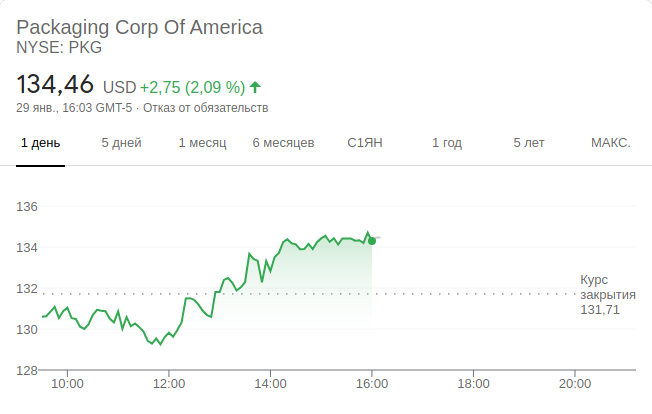 Packaging Corp Of America
NYSE: PKG
134,46 USD +2,75 (2,09 %)
29 янв., 16:03 GMT-5 · Отказ от обязательств
1 день 5 дней 1 месяц 6 месяцев С1ЯН 1 год 5 лет МАКС.
136
134
132
130
128
Курс
закрытия
131,71
10:00 12:00 14:00 16:00 18:00 20:00